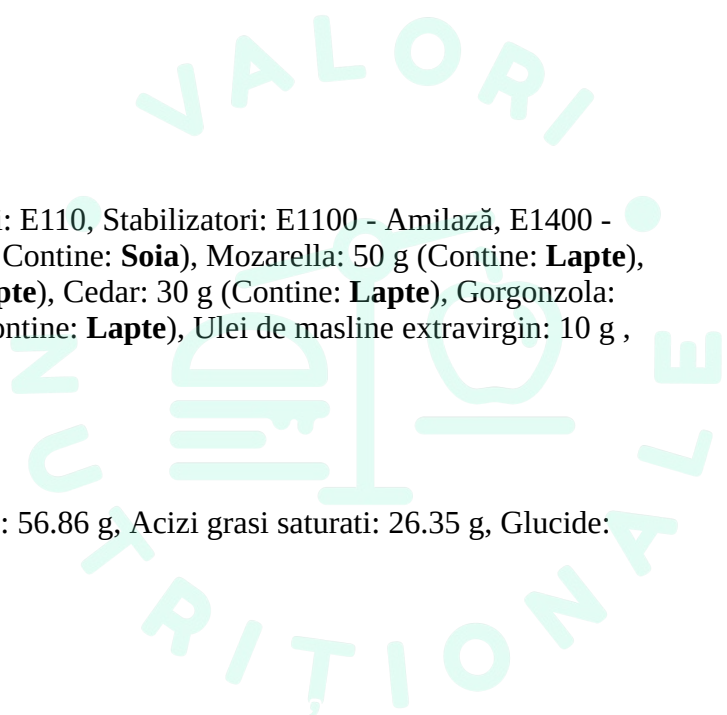 VALORI
: E110, Stabilizatori: E1100 - Amilază, E1400 -
Contine: Soia), Mozarella: 50 g (Contine: Lapte),
pte), Cedar: 30 g (Contine: Lapte), Gorgonzola:
ontine: Lapte), Ulei de masline extravirgin: 10 g ,
: 56.86 g, Acizi grasi saturati: 26.35 g, Glucide:
NUTRITIONALE